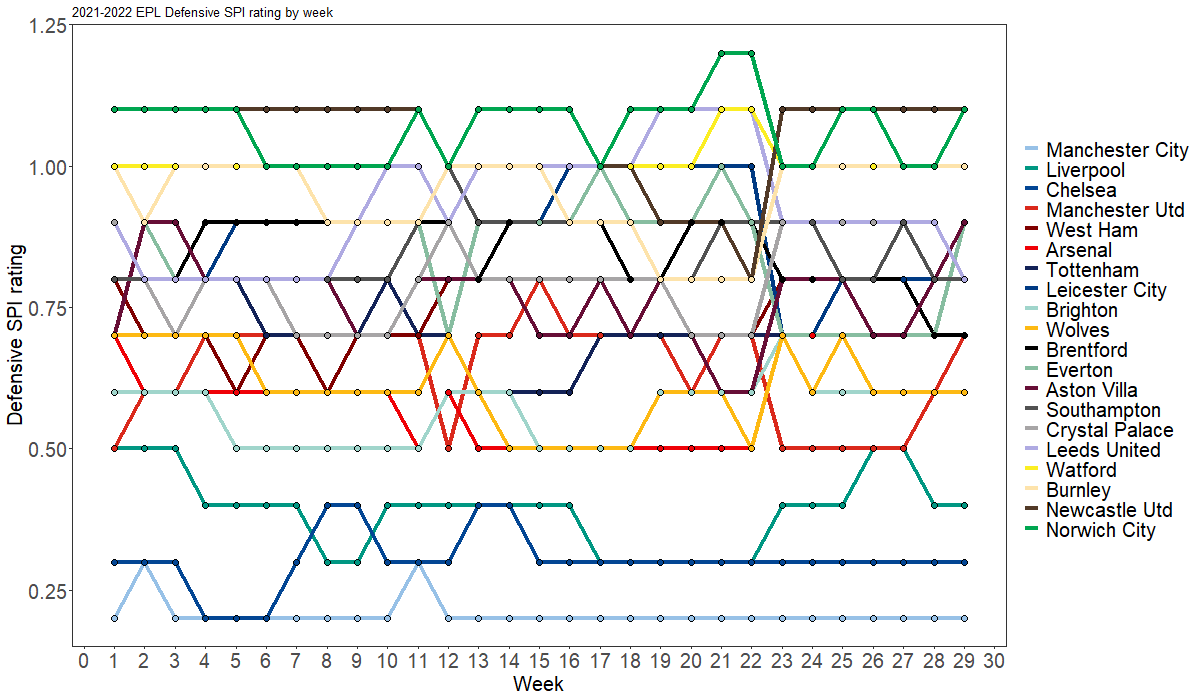 2021-2022 EPL Defensive SPI rating by week
1.25
1.00
0.75
0.50
0.25
Defensive SPI rating
0 1 2 3 4 5 6 7 8 9 10 11 12 13 14 15 16 17 18 19 20 21 22 23 24 25 26 27 28 29 30
Week
Manchester City
Liverpool
Chelsea
Manchester Utd
West Ham
Arsenal
Tottenham
Leicester City
Brighton
Wolves
Brentford
Everton
Aston Villa
Southampton
Crystal Palace
Leeds United
Watford
Burnley
Newcastle Utd
Norwich City